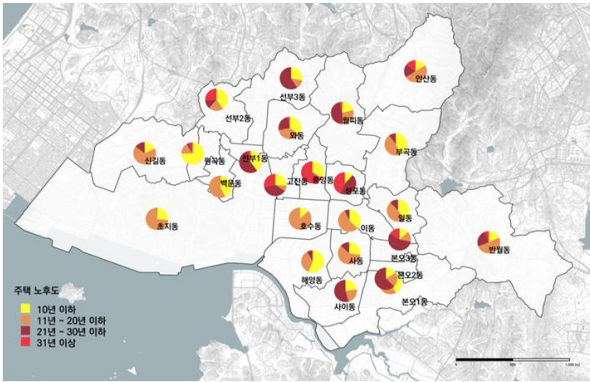 안산동
선부3동
선부2동
월피동
와동
부곡동
신길동
원곡동
선부1동
백운동
고잔동
중앙동
성포동
초지동
호수동
이동
일동
본오3동
반월동
사동
해양동
본오2동
사이동
본오1동
주택 노후도
10년 이하
11년 ~ 20년 이하
21년 ~ 30년 이하
31년 이상